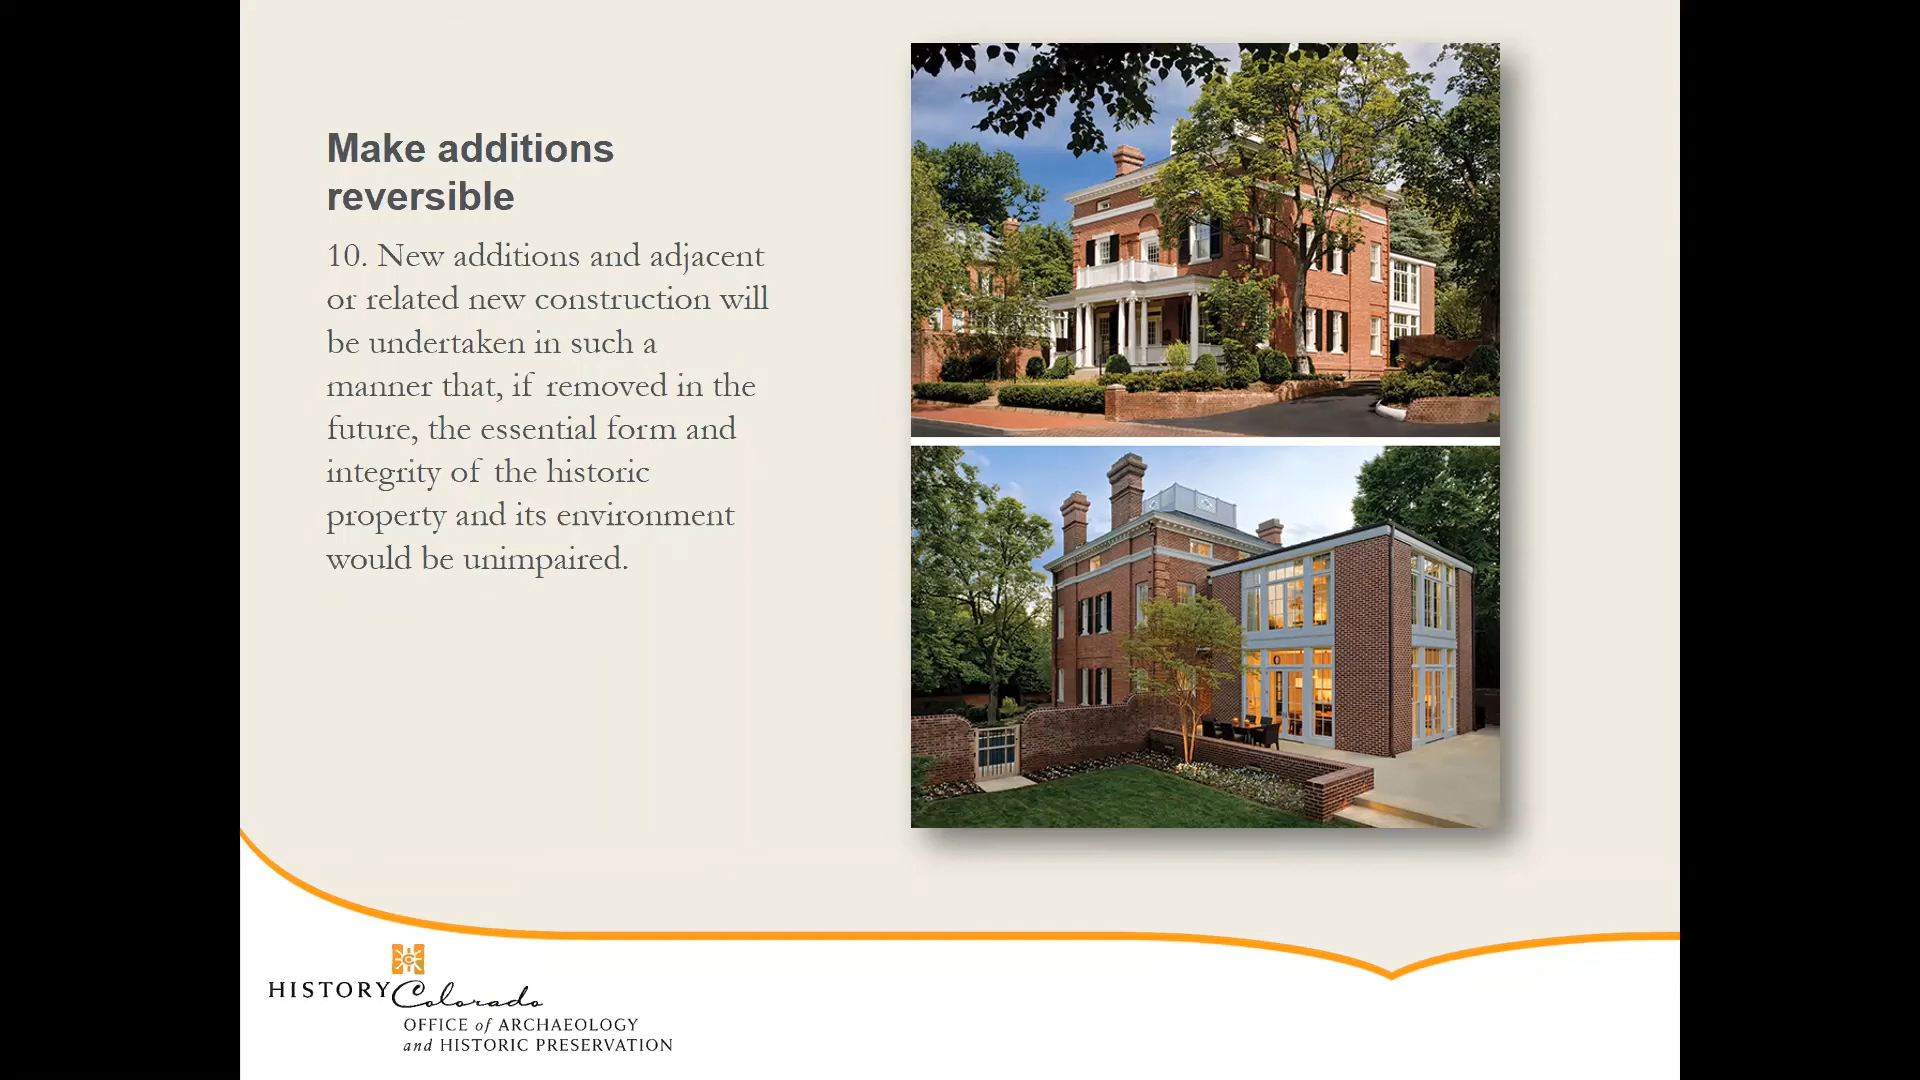 Make additions
reversible
10. New additions and adjacent
or related new construction will
be undertaken in such a
manner that, if removed in the
future, the essential form and
integrity of the historic
property and its environment
would be unimpaired.
HISTORY Colorado
OFFICE of ARCHAEOLOGY
and HISTORIC PRESERVATION